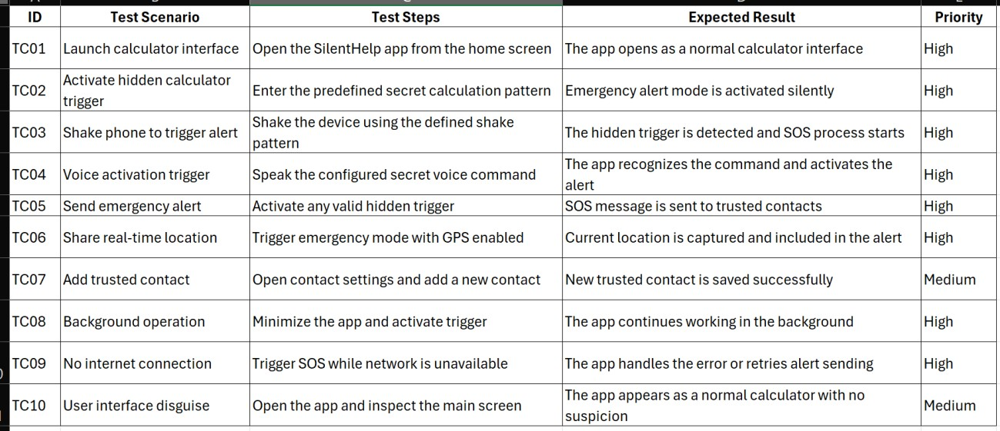 ID Test Scenario Test Steps Expected Result Priority
TC01 Launch calculator interface Open the SilentHelp app from the home screen The app opens as a normal calculator interface High
TC02 Activate hidden calculator trigger Enter the predefined secret calculation pattern Emergency alert mode is activated silently High
TC03 Shake phone to trigger alert Shake the device using the defined shake pattern The hidden trigger is detected and SOS process starts High
TC04 Voice activation trigger Speak the configured secret voice command The app recognizes the command and activates the alert High
TC05 Send emergency alert Activate any valid hidden trigger SOS message is sent to trusted contacts High
TC06 Share real-time location Trigger emergency mode with GPS enabled Current location is captured and included in the alert High
TC07 Add trusted contact Open contact settings and add a new contact New trusted contact is saved successfully Medium
TC08 Background operation Minimize the app and activate trigger The app continues working in the background High
TC09 No internet connection Trigger SOS while network is unavailable The app handles the error or retries alert sending High
TC10 User interface disguise Open the app and inspect the main screen The app appears as a normal calculator with no suspicion Medium